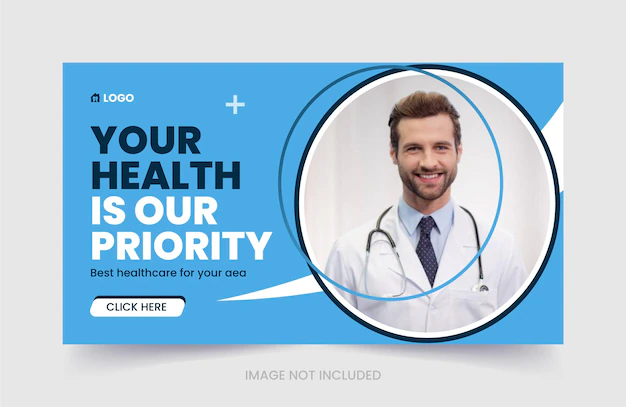 LOGO
YOUR
HEALTH
IS OUR
PRIORITY
Best healthcare for your aea
CLICK HERE
IMAGE NOT INCLUDED